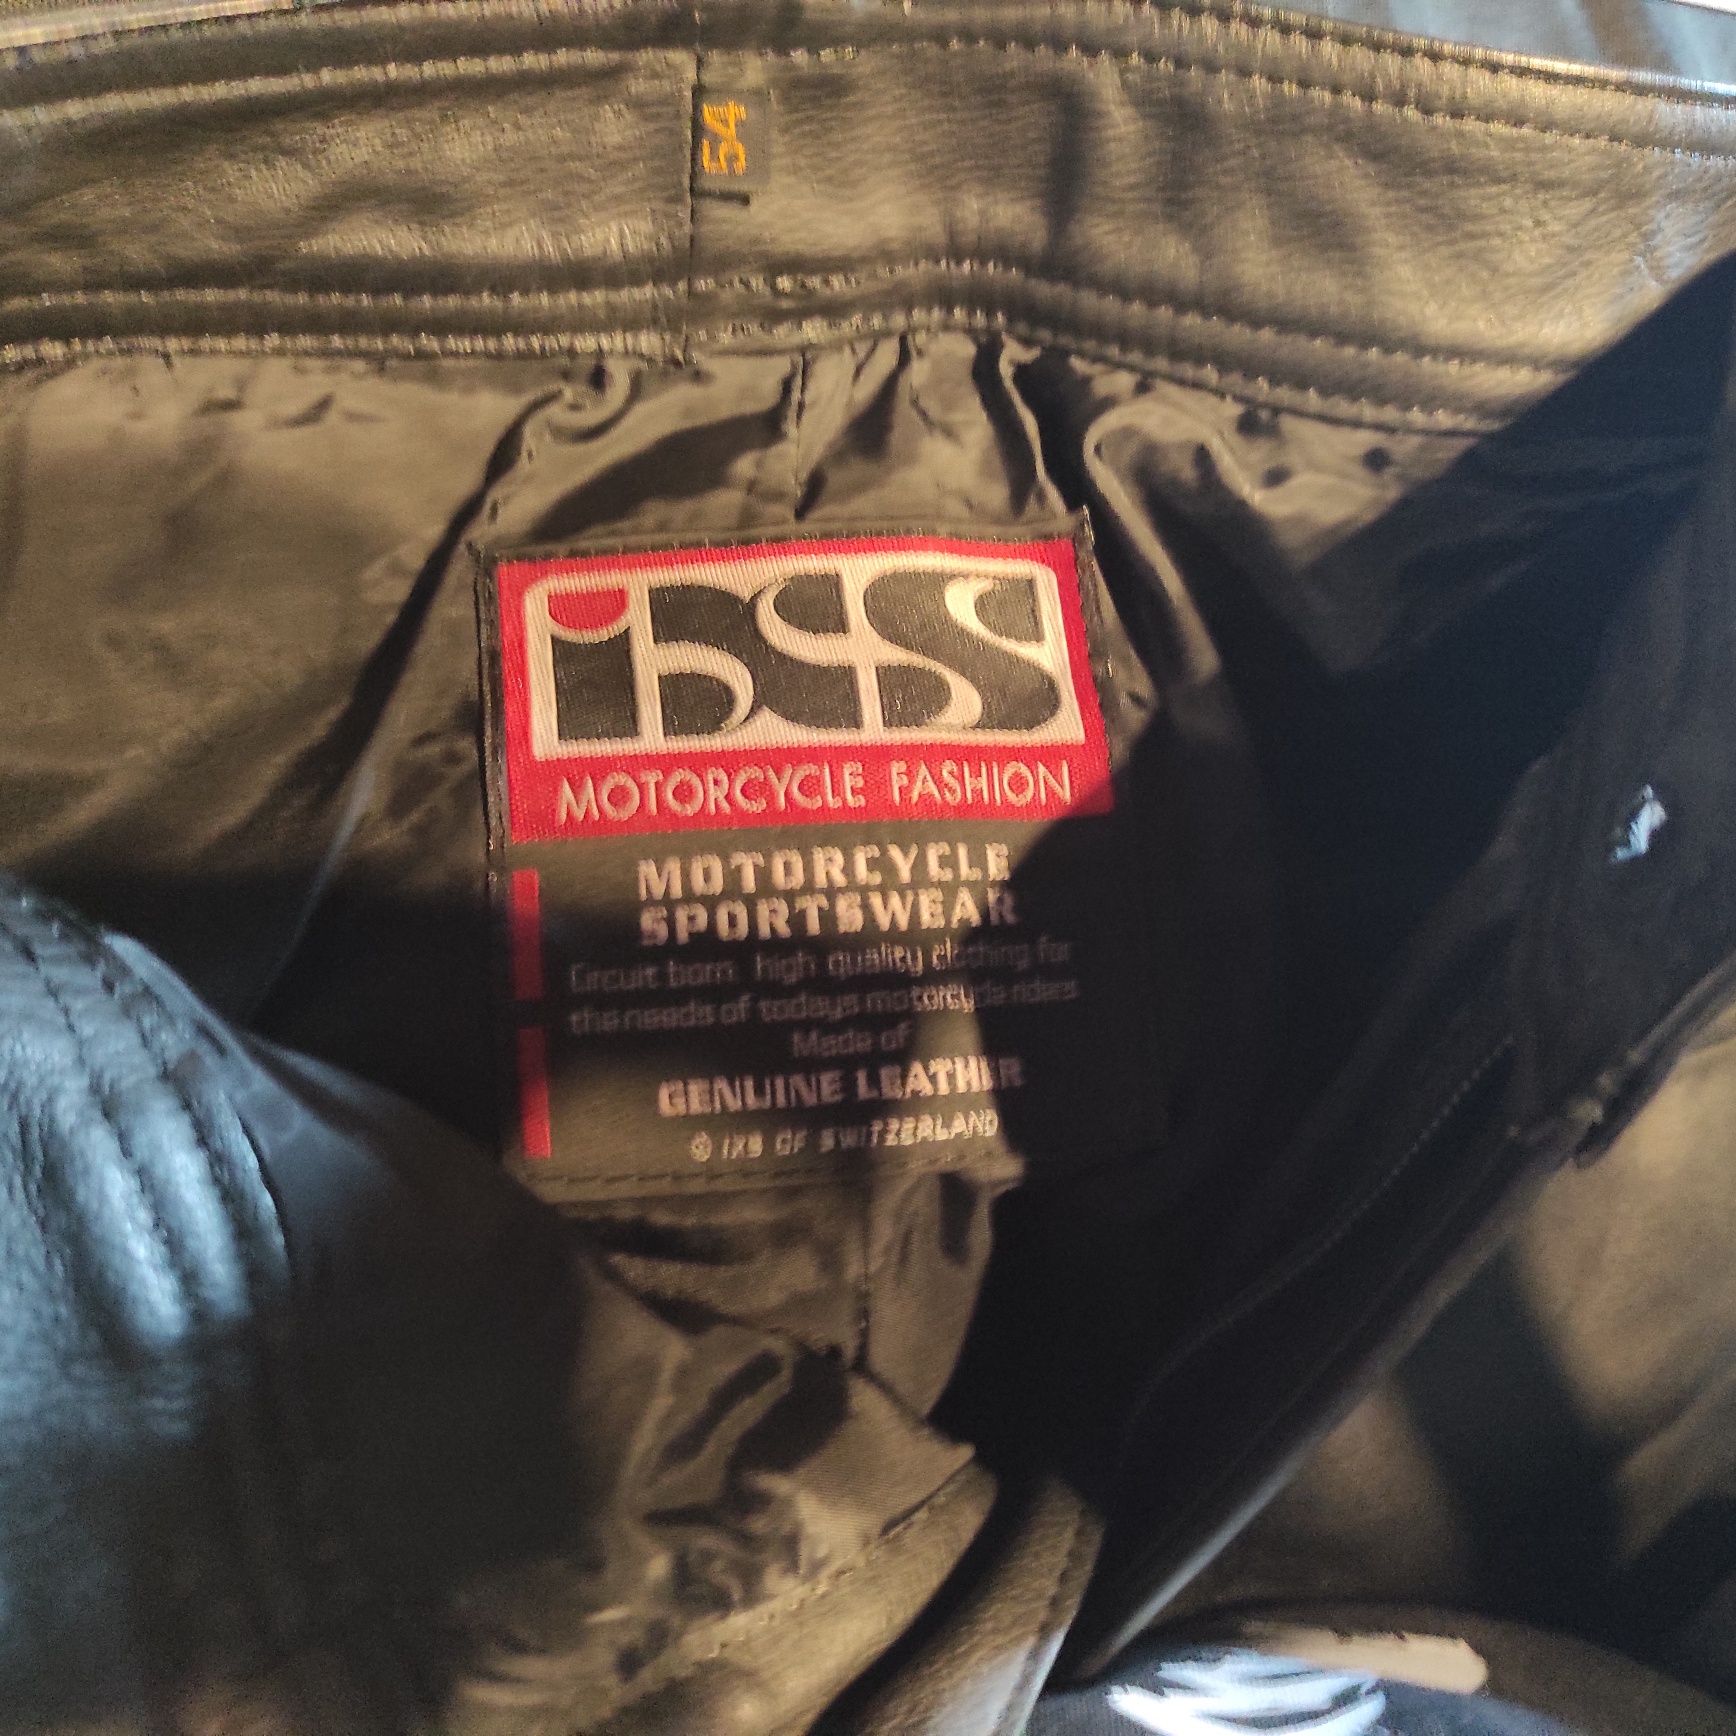 54
iXS
MOTORCYCLE FASHION
MOTORCYCLE
SPORTSWEAR
Circuit born high quality clothing for
the needs of todays motorcycle riders
Made of
GENUINE LEATHER
© IXS OF SWITZERLAND